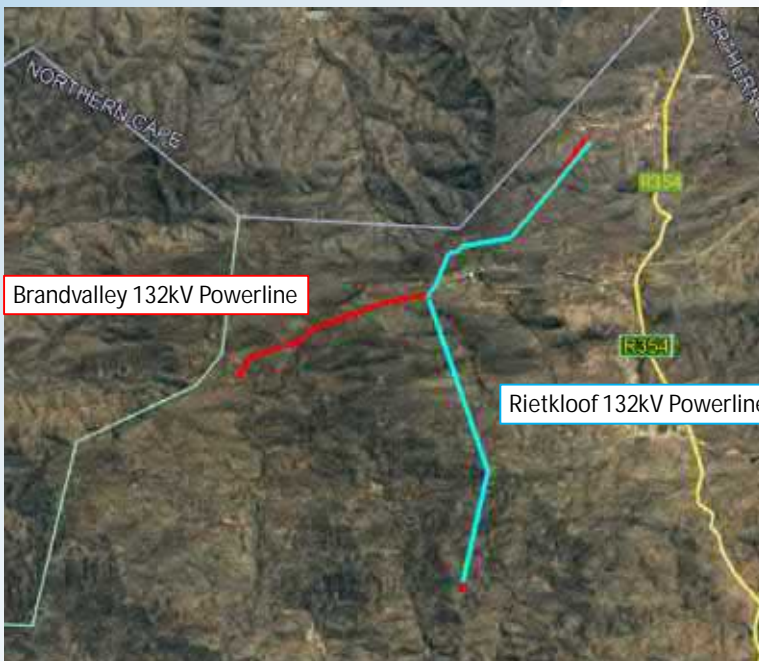 NORTHERN CAPE
NORTHERN
R354
Brandvalley 132kV Powerline
R354
Rietkloof 132kV Powerline